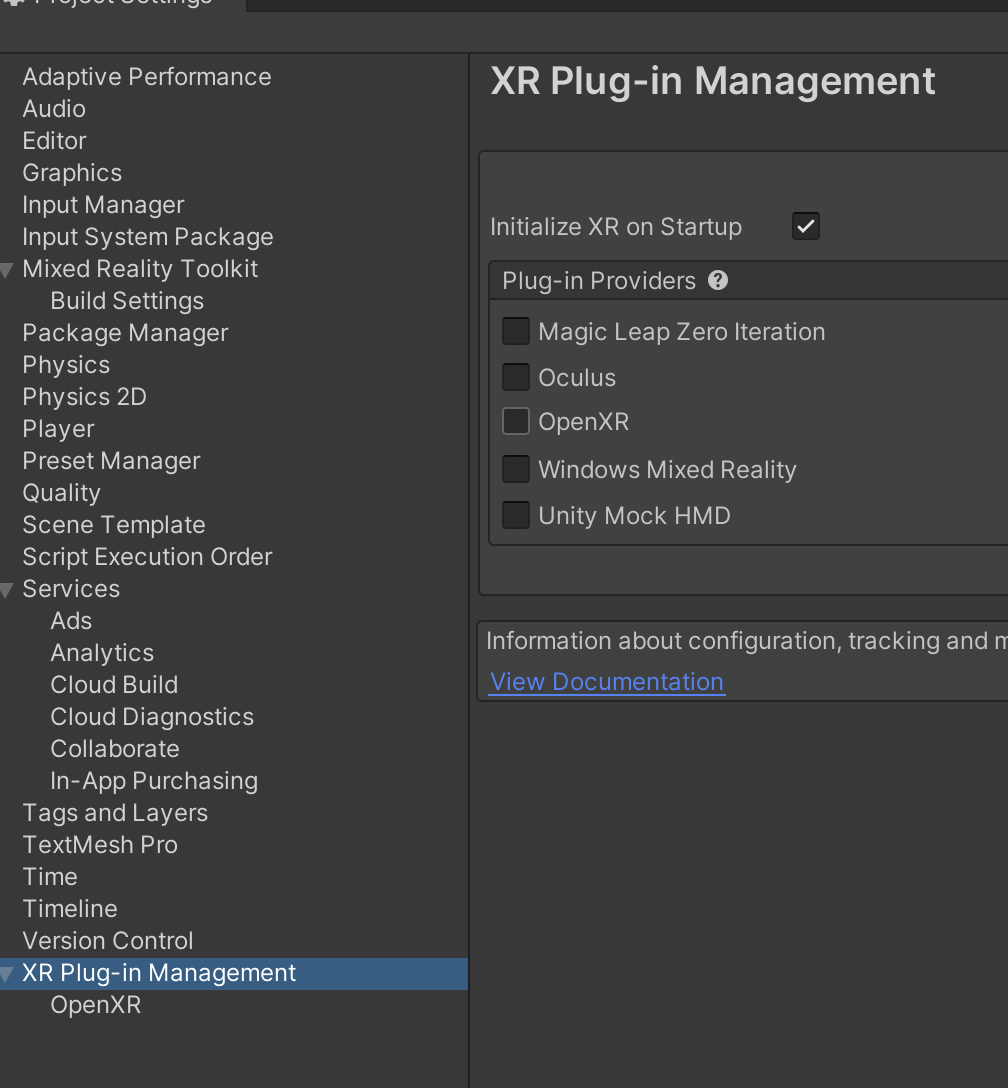 Project Settings
Adaptive Performance
Audio
Editor
Graphics
Input Manager
Input System Package
Mixed Reality Toolkit
Build Settings
Package Manager
Physics
Physics 2D
Player
Preset Manager
Quality
Scene Template
Script Execution Order
Services
Ads
Analytics
Cloud Build
Cloud Diagnostics
Collaborate
In-App Purchasing
Tags and Layers
TextMesh Pro
Time
Timeline
Version Control
XR Plug-in Management
OpenXR
XR Plug-in Management
Initialize XR on Startup
Plug-in Providers
Magic Leap Zero Iteration
Oculus
OpenXR
Windows Mixed Reality
Unity Mock HMD
Information about configuration, tracking and
View Documentation